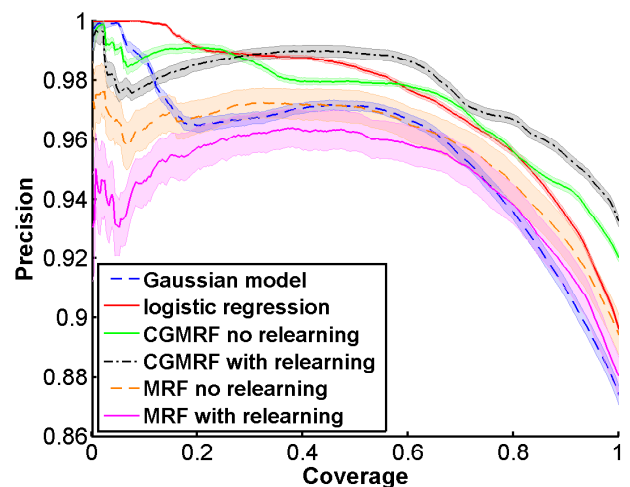 1
0.98
0.96
0.94
0.92
0.9
0.88
0.86
Precision
Gaussian model
logistic regression
CGMRF no relearning
CGMRF with relearning
MRF no relearning
MRF with relearning
0 0.2 0.4 0.6 0.8 1
Coverage